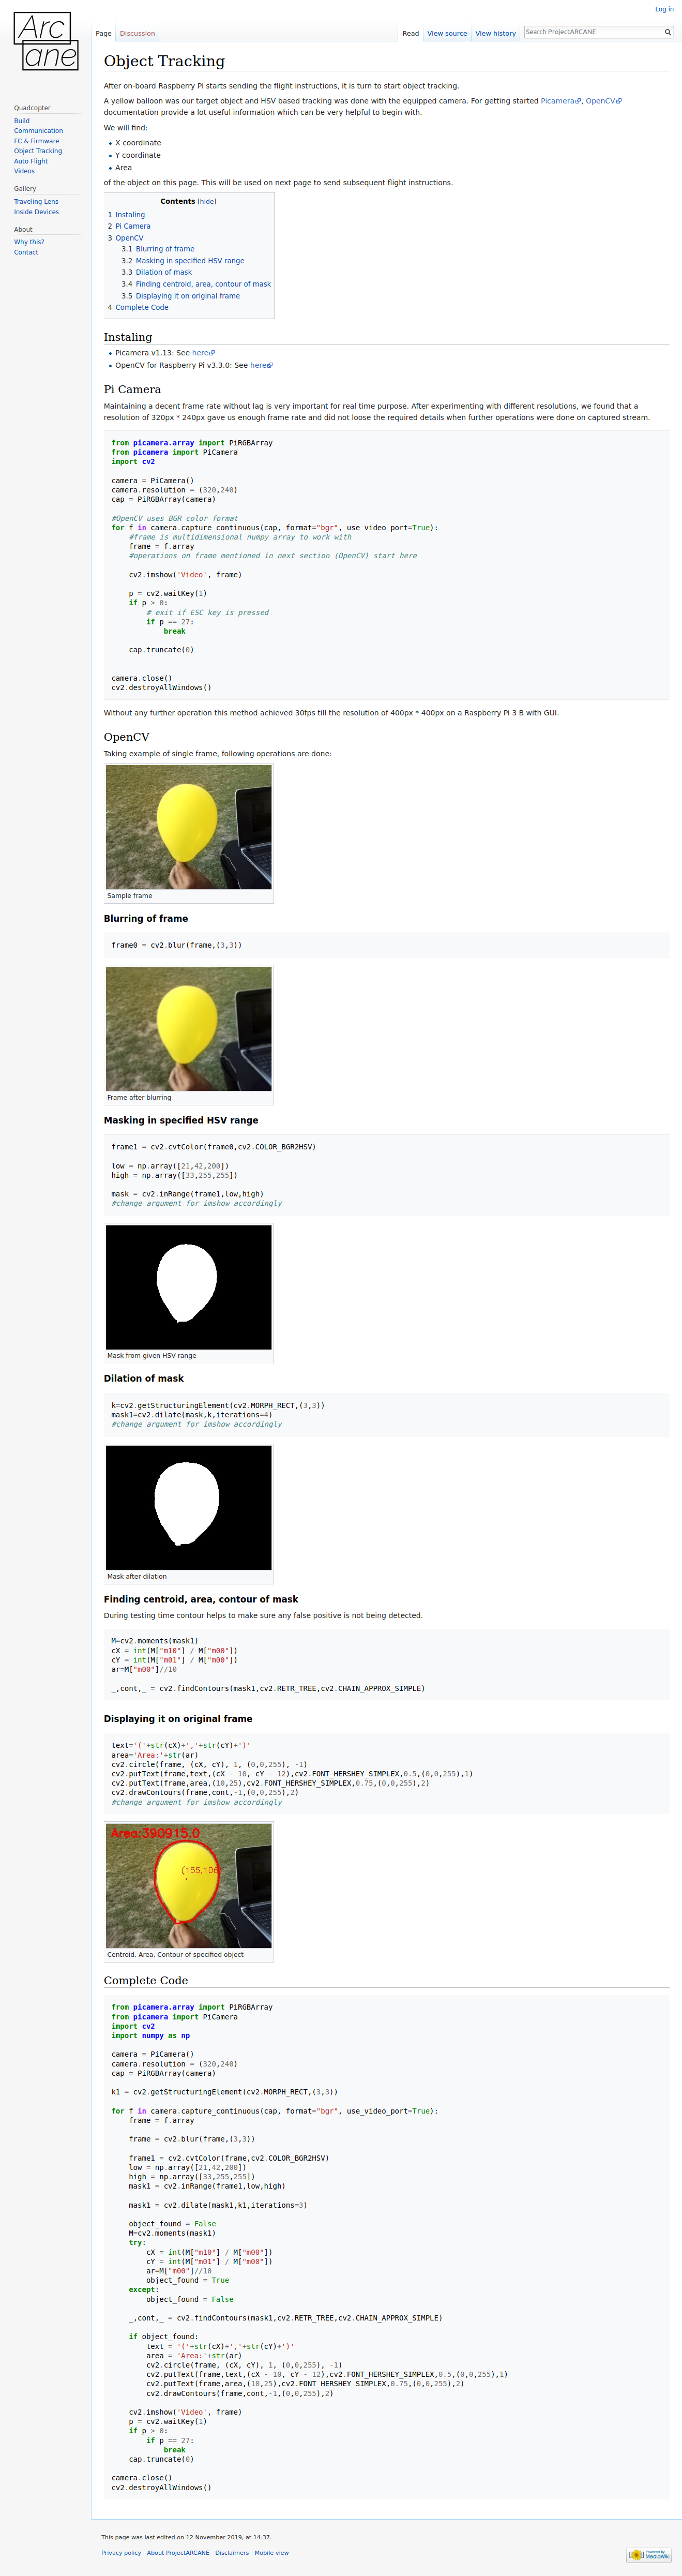 Log in
Arc
ane
Page
Discussion
Read
View source
View history
Search ProjectARCANE
Quadcopter
Build
Communication
FC & Firmware
Object Tracking
Auto Flight
Videos
Gallery
Traveling Lens
Inside Devices
About
Why this?
Contact
Object Tracking
After on-board Raspberry Pi starts sending the flight instructions, it is turn to start object tracking.
A yellow balloon was our target object and HSV based tracking was done with the equipped camera. For getting started Picamera, OpenCV
documentation provide a lot useful information which can be very helpful to begin with.
We will find:
X coordinate
Y coordinate
Area
of the object on this page. This will be used on next page to send subsequent flight instructions.
Contents [hide]
1 Instaling
2 Pi Camera
3 OpenCV
3.1 Blurring of frame
3.2 Masking in specified HSV range
3.3 Dilation of mask
3.4 Finding centroid, area, contour of mask
3.5 Displaying it on original frame
4 Complete Code
Instaling
Picamera v1.13: See here
OpenCV for Raspberry Pi v3.3.0: See here
Pi Camera
Maintaining a decent frame rate without lag is very important for real time purpose. After experimenting with different resolutions, we found that a
resolution of 320px * 240px gave us enough frame rate and did not loose the required details when further operations were done on captured stream.
from picamera.array import PiRGBArray
from picamera import PiCamera
import cv2
camera = PiCamera()
camera.resolution = (320,240)
cap = PiRGBArray(camera)
#OpenCV uses BGR color format
for f in camera.capture_continuous(cap, format="bgr", use_video_port=True):
#frame is multidimensional numpy array to work with
frame = f.array
#operations on frame mentioned in next section (OpenCV) start here
cv2.imshow('Video', frame)
p = cv2.waitKey(1)
if p > 0:
# exit if ESC key is pressed
if p == 27:
break
cap.truncate(0)
camera.close()
cv2.destroyAllWindows()
Without any further operation this method achieved 30fps till the resolution of 400px * 400px on a Raspberry Pi 3 B with GUI.
OpenCV
Taking example of single frame, following operations are done:
Sample frame
Blurring of frame
frame0 = cv2.blur(frame,(3,3))
Frame after blurring
Masking in specified HSV range
frame1 = cv2.cvtColor(frame0,cv2.COLOR_BGR2HSV)
low = np.array([21,42,200])
high = np.array([33,255,255])
mask = cv2.inRange(frame1,low,high)
#change argument for imshow accordingly
Mask from given HSV range
Dilation of mask
k=cv2.getStructuringElement(cv2.MORPH_RECT,(3,3))
mask1=cv2.dilate(mask,k,iterations=4)
#change argument for imshow accordingly
Mask after dilation
Finding centroid, area, contour of mask
During testing time contour helps to make sure any false positive is not being detected.
M=cv2.moments(mask1)
cX = int(M["m10"] / M["m00"])
cY = int(M["m01"] / M["m00"])
ar=M["m00"]//10
_,cont,_ = cv2.findContours(mask1,cv2.RETR_TREE,cv2.CHAIN_APPROX_SIMPLE)
Displaying it on original frame
text='('+str(cX)+','+str(cY)+')'
area='Area:'+str(ar)
cv2.circle(frame, (cX, cY), 1, (0,0,255), -1)
cv2.putText(frame,text,(cX - 10, cY - 12),cv2.FONT_HERSHEY_SIMPLEX,0.5,(0,0,255),1)
cv2.putText(frame,area,(10,25),cv2.FONT_HERSHEY_SIMPLEX,0.75,(0,0,255),2)
cv2.drawContours(frame,cont,-1,(0,0,255),2)
#change argument for imshow accordingly
Area:390915.0
(155,106)
Centroid, Area, Contour of specified object
Complete Code
from picamera.array import PiRGBArray
from picamera import PiCamera
import cv2
import numpy as np
camera = PiCamera()
camera.resolution = (320,240)
cap = PiRGBArray(camera)
k1 = cv2.getStructuringElement(cv2.MORPH_RECT,(3,3))
for f in camera.capture_continuous(cap, format="bgr", use_video_port=True):
frame = f.array
frame = cv2.blur(frame,(3,3))
frame1 = cv2.cvtColor(frame,cv2.COLOR_BGR2HSV)
low = np.array([21,42,200])
high = np.array([33,255,255])
mask1 = cv2.inRange(frame1,low,high)
mask1 = cv2.dilate(mask1,k1,iterations=3)
object_found = False
M=cv2.moments(mask1)
try:
cX = int(M["m10"] / M["m00"])
cY = int(M["m01"] / M["m00"])
ar=M["m00"]//10
object_found = True
except:
object_found = False
_,cont,_ = cv2.findContours(mask1,cv2.RETR_TREE,cv2.CHAIN_APPROX_SIMPLE)
if object_found:
text = '('+str(cX)+','+str(cY)+')'
area = 'Area:'+str(ar)
cv2.circle(frame, (cX, cY), 1, (0,0,255), -1)
cv2.putText(frame,text,(cX - 10, cY - 12),cv2.FONT_HERSHEY_SIMPLEX,0.5,(0,0,255),1)
cv2.putText(frame,area,(10,25),cv2.FONT_HERSHEY_SIMPLEX,0.75,(0,0,255),2)
cv2.drawContours(frame,cont,-1,(0,0,255),2)
cv2.imshow('Video', frame)
p = cv2.waitKey(1)
if p > 0:
if p == 27:
break
cap.truncate(0)
camera.close()
cv2.destroyAllWindows()
This page was last edited on 12 November 2019, at 14:37.
Privacy policy
About ProjectARCANE
Disclaimers
Mobile view
Powered By
MediaWiki